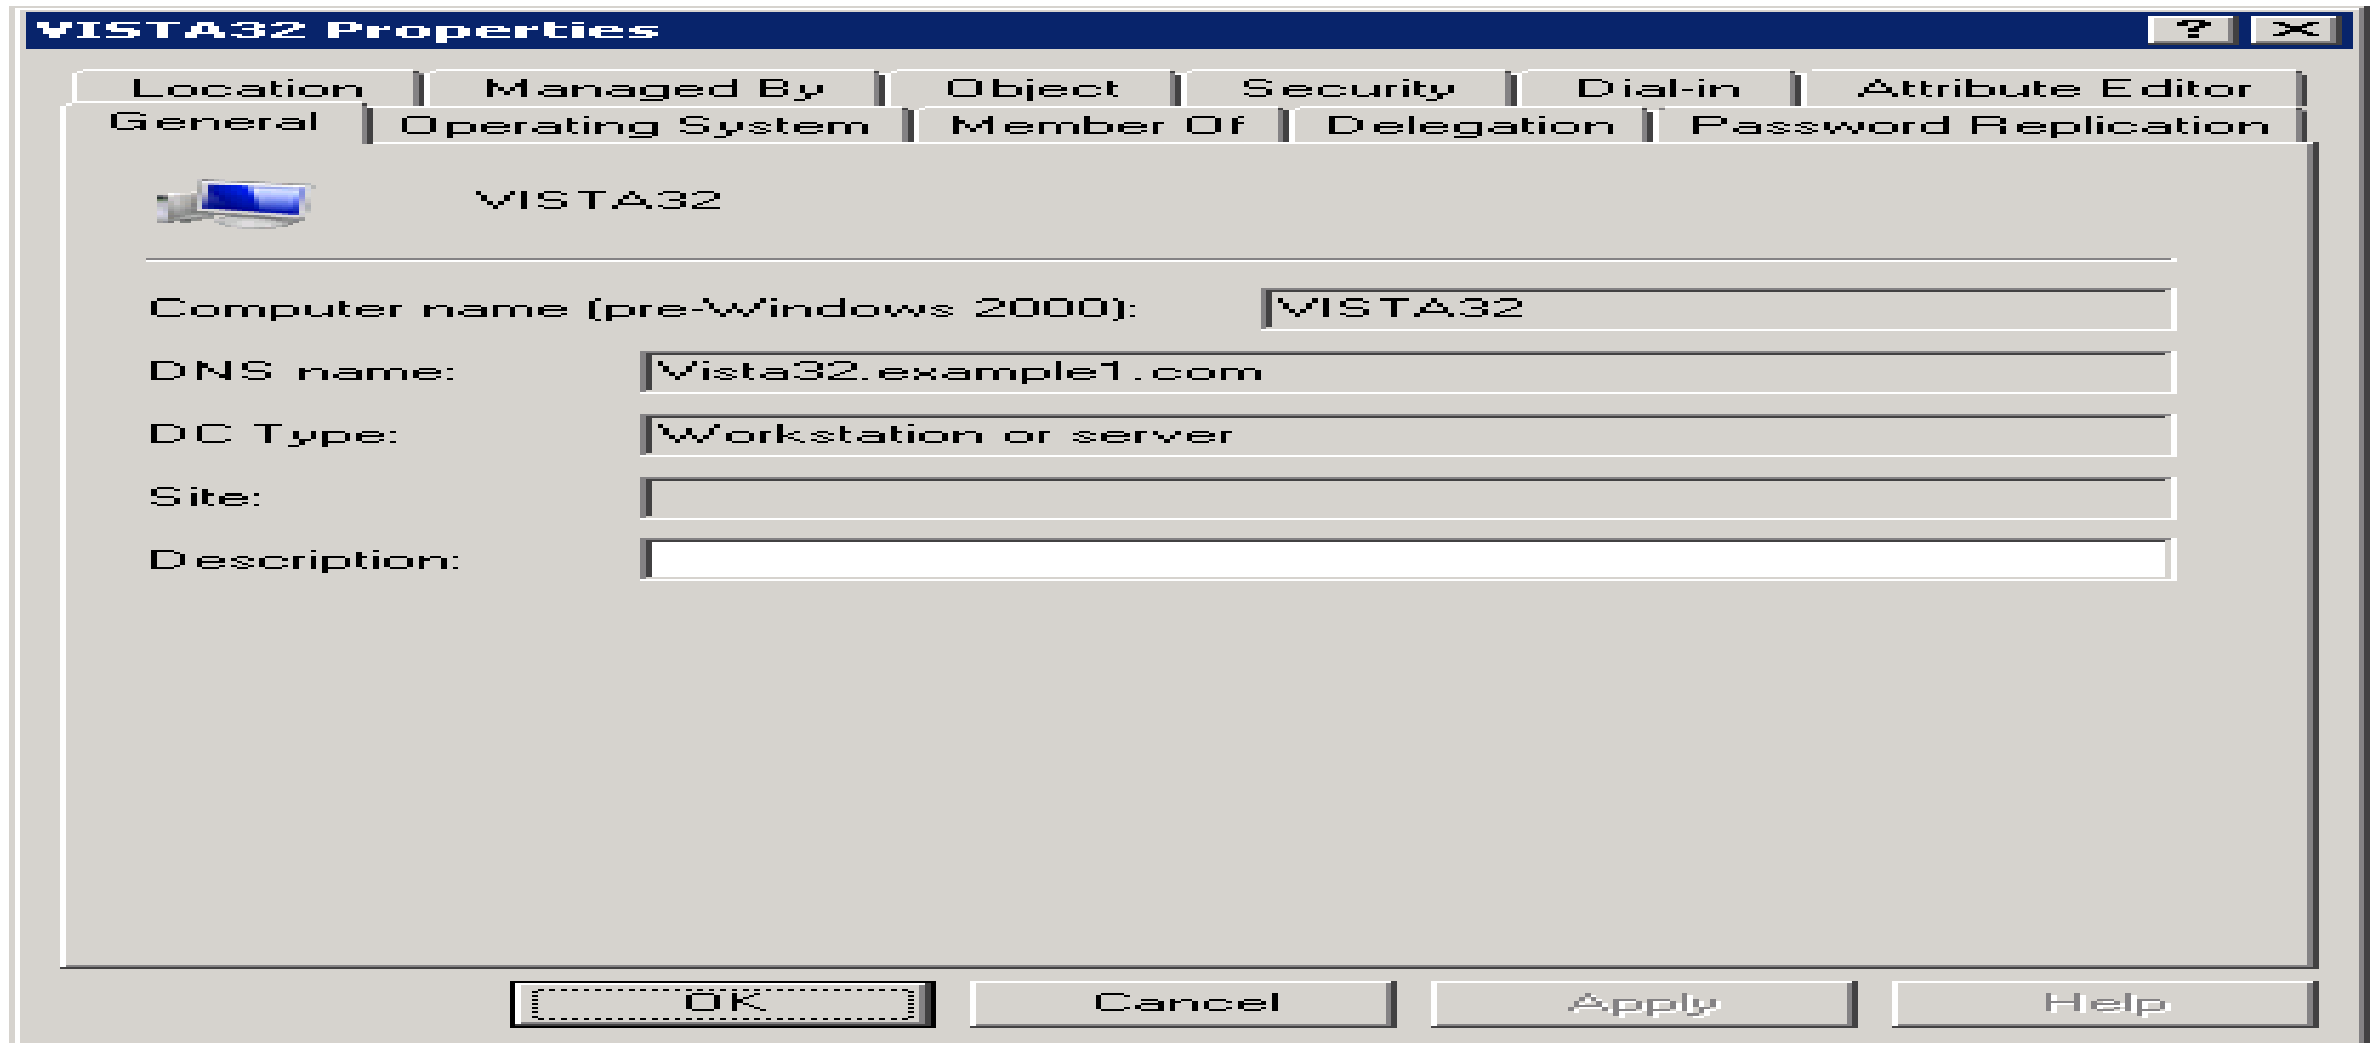 VISTA32 Properties
Location Managed By Object Security Dial-in Attribute Editor
General Operating System Member Of Delegation Password Replication
VISTA32
Computer name (pre-Windows 2000): VISTA32
DNS name: Vista32.example1.com
DC Type: Workstation or server
Site:
Description:
OK Cancel Apply Help